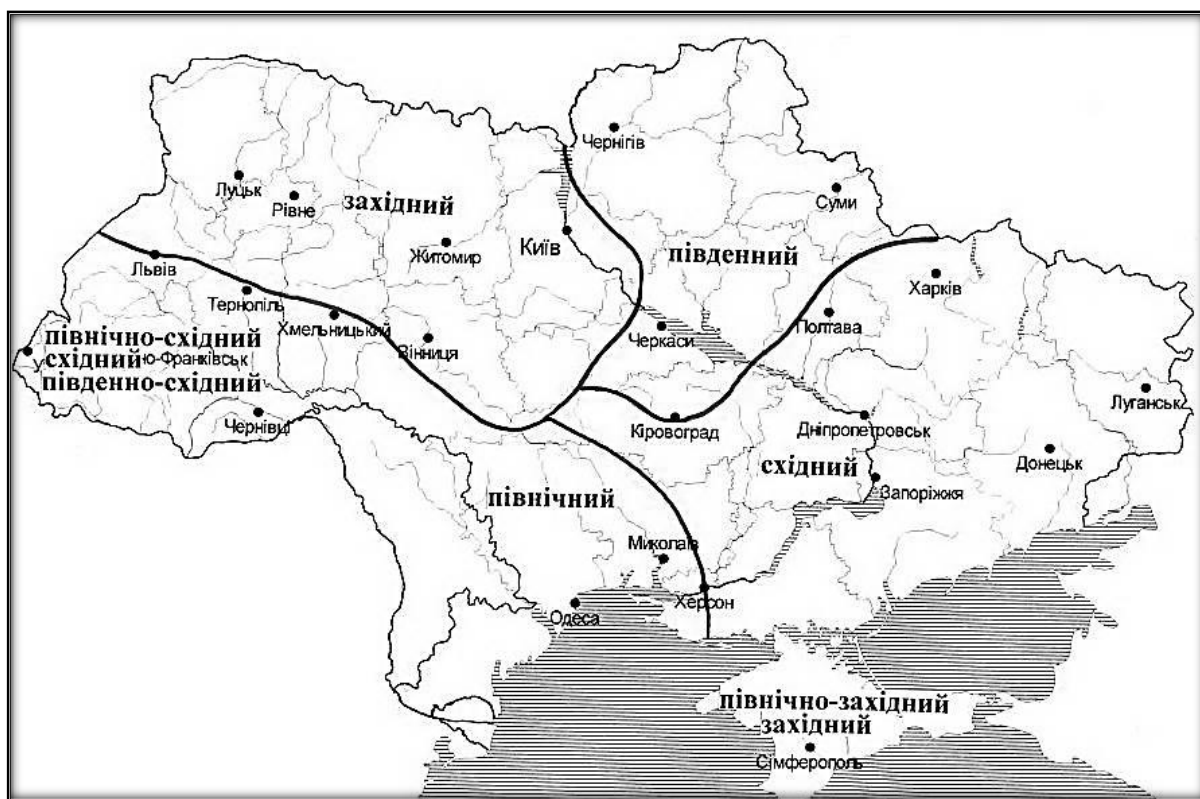 Чернігів
Луцьк
Рівне
Суми
західний
Київ
Житомир
південний
Львів
Харків
Тернопіль
Хмельницький
Полтава
Черкаси
Вінниця
північно-східний
східний
о-Франківськ
південно-східний
Луганськ
Чернівці
Кіровоград
Дніпропетровськ
Донецьк
східний
Запоріжжя
північний
Миколаїв
Херсон
Одеса
північно-західний
західний
Сімферополь